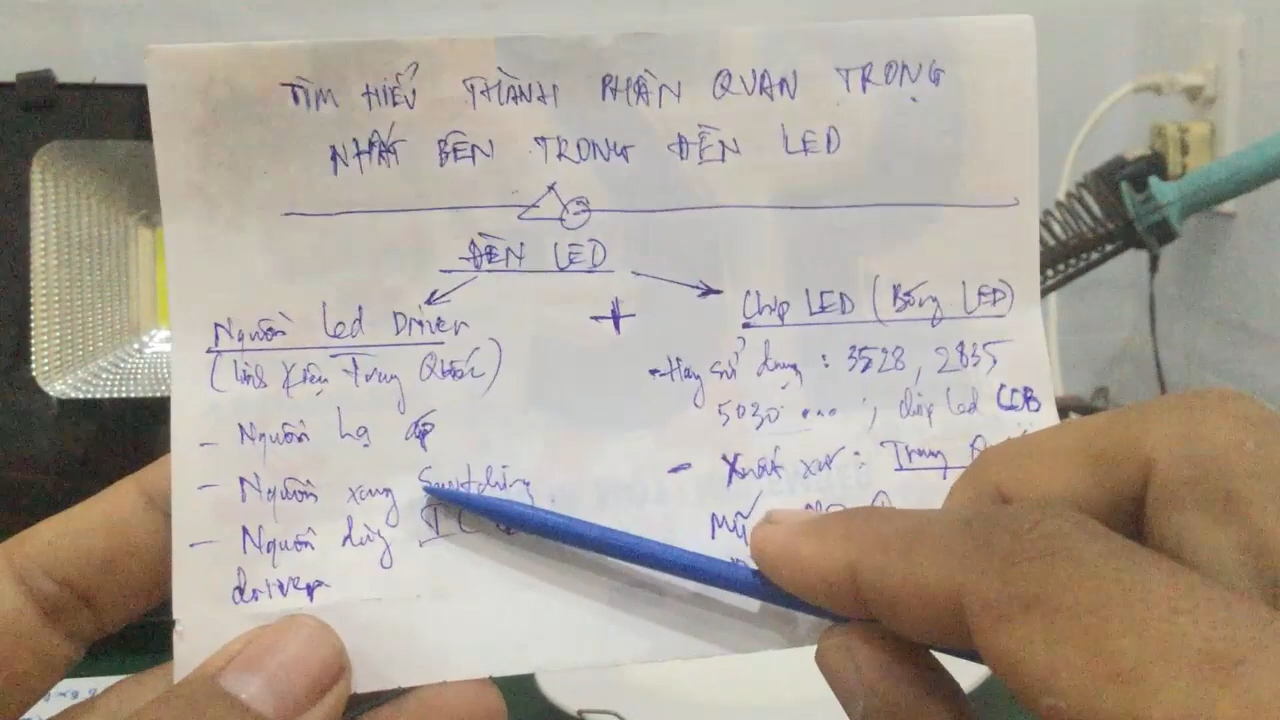 TÌM HIỂU THÀNH PHẦN QUAN TRỌNG
NHẤT BÊN TRONG ĐÈN LED
ĐÈN LED
Nguồn Led Driver
(linh kiện Trung Quốc)
- Nguồn hạ áp
- Nguồn xung Switching
- Nguồn dùng IC
driver
+
Chip LED (Bóng LED)
- Hay sử dụng : 3528, 2835
5030 ... ; chip led COB
- Xuất xứ : Trung
Mỹ